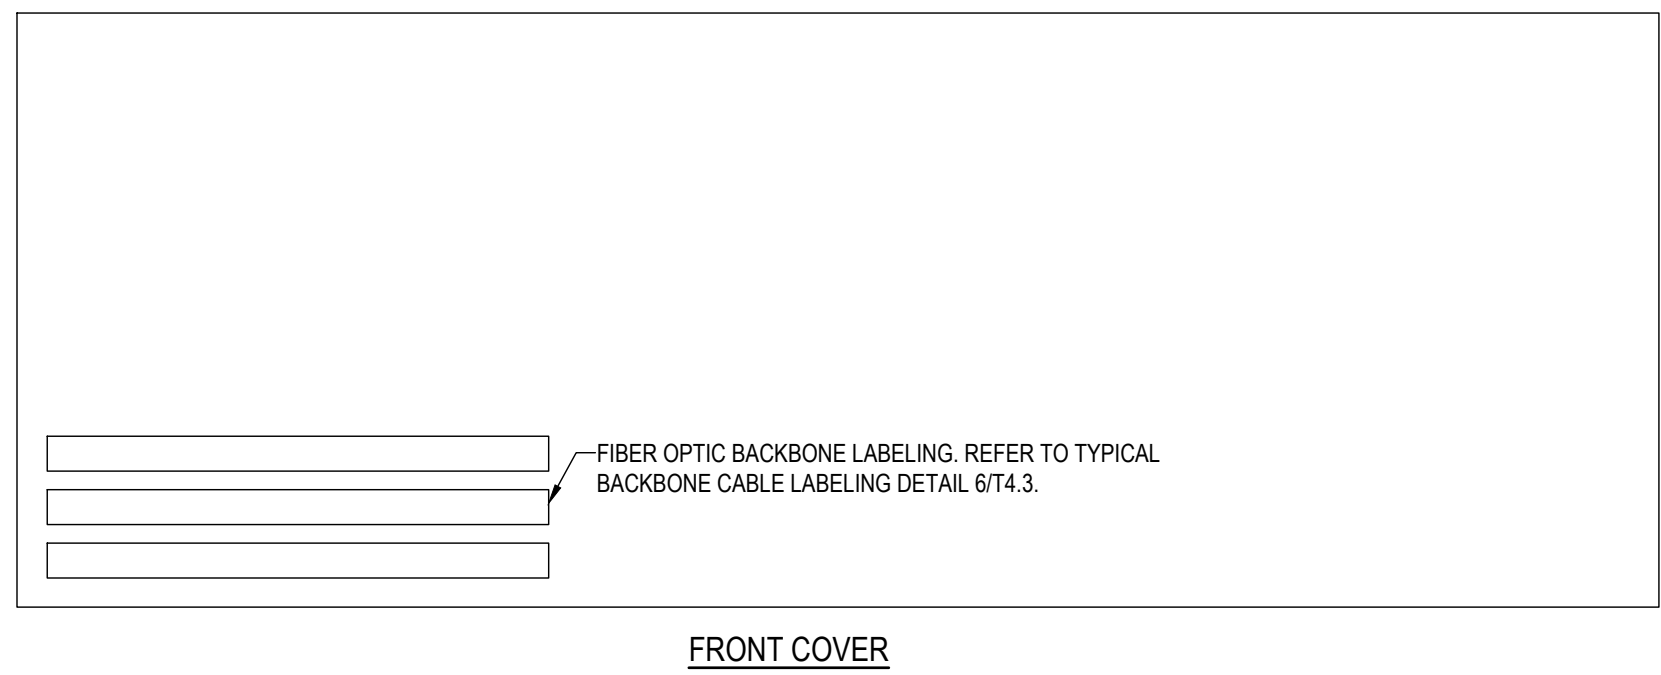 FIBER OPTIC BACKBONE LABELING. REFER TO TYPICAL
BACKBONE CABLE LABELING DETAIL 6/T4.3.
FRONT COVER